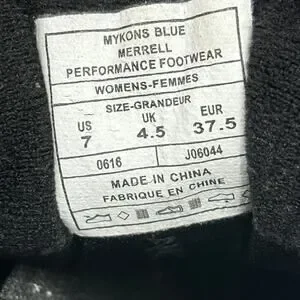 MYKONS BLUE
MERRELL
PERFORMANCE FOOTWEAR
WOMENS-FEMMES
SIZE-GRANDEUR
US UK EUR
7 4.5 37.5
0616 J06044
MADE IN CHINA
FABRIQUE EN CHINE